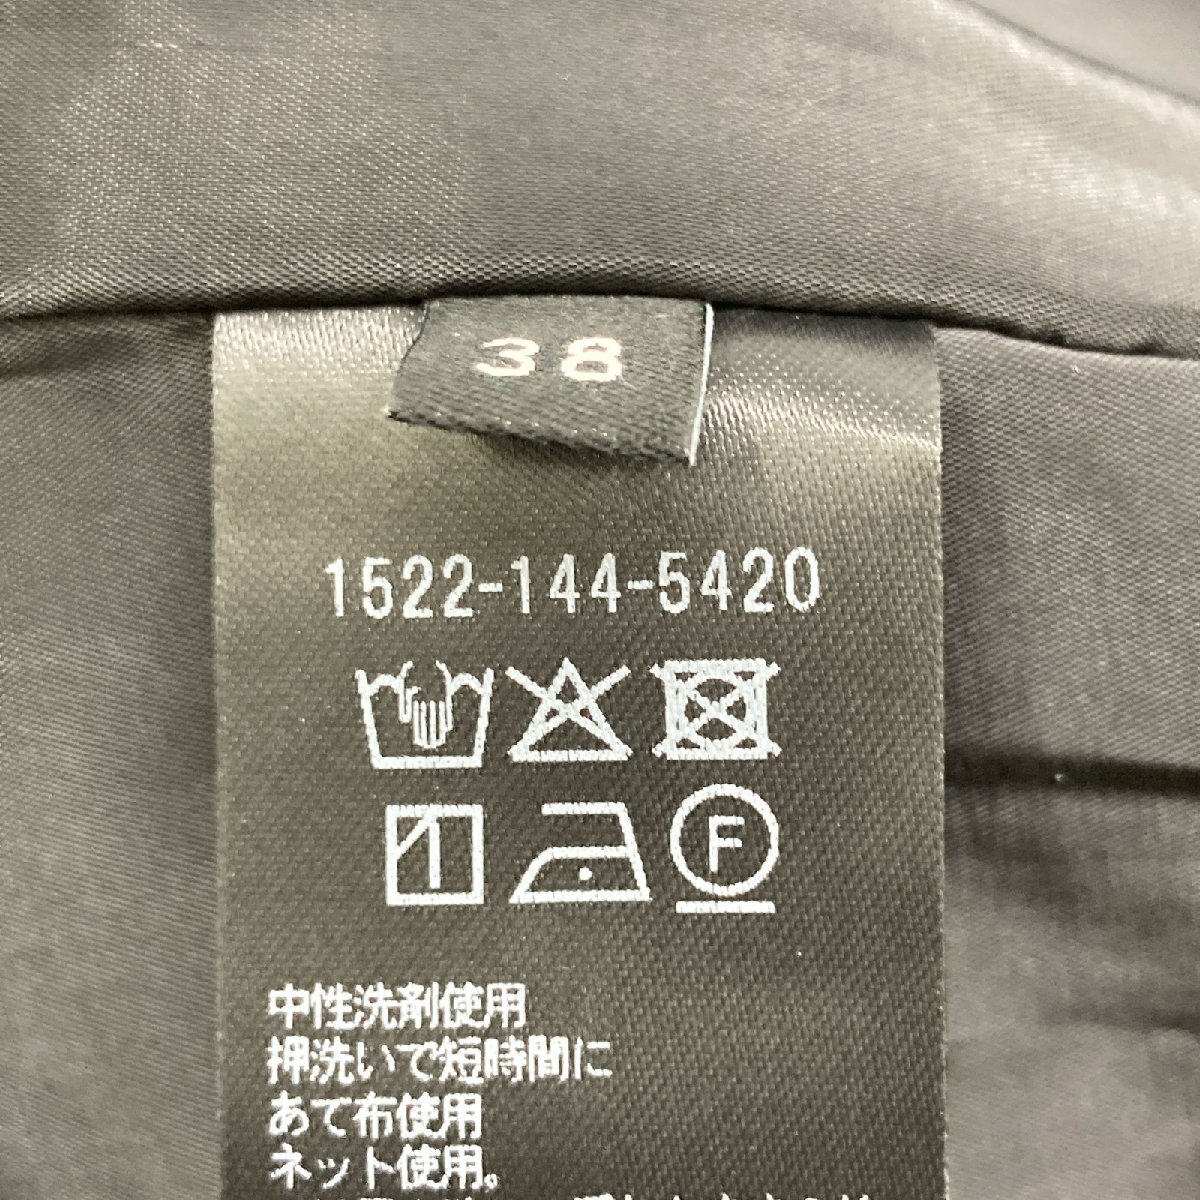 38
1522-144-5420
F
中性洗剤使用
押洗いで短時間に
あて布使用
ネット使用。